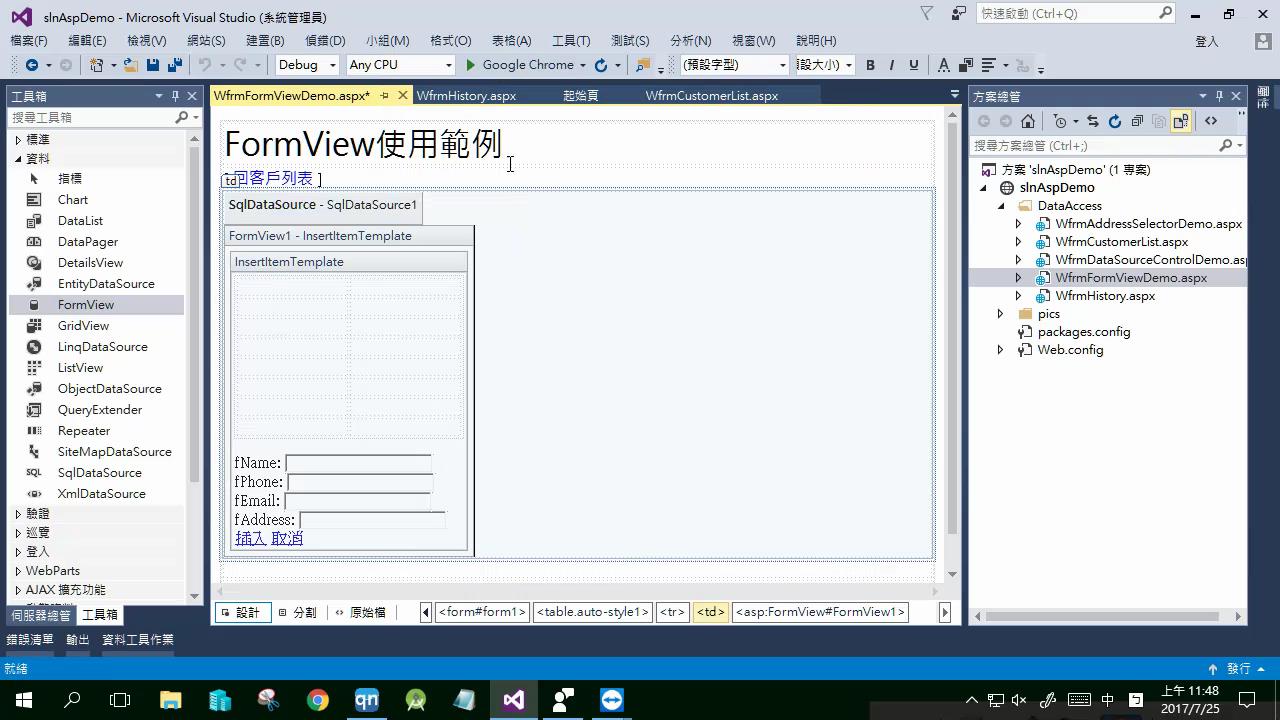 slnAspDemo - Microsoft Visual Studio (系統管理員)
快速啟動 (Ctrl+Q)
檔案(F) 編輯(E) 檢視(V) 網站(S) 建置(B) 偵錯(D) 小組(M) 格式(O) 表格(A) 工具(T) 測試(S) 分析(N) 視窗(W) 說明(H) 登入
Debug Any CPU Google Chrome (預設字型) 設大小) B I U A
工具箱
WfrmFormViewDemo.aspx* WfrmHistory.aspx 起始頁 WfrmCustomerList.aspx
方案總管
搜尋工具箱
搜尋方案總管 (Ctrl+;)
標準
資料
指標
Chart
DataList
DataPager
DetailsView
EntityDataSource
FormView
GridView
LinqDataSource
ListView
ObjectDataSource
QueryExtender
Repeater
SiteMapDataSource
SQL SqlDataSource
XmlDataSource
驗證
巡覽
登入
WebParts
AJAX 擴充功能
伺服器總管 工具箱
FormView使用範例
td 回客戶列表 ]
SqlDataSource - SqlDataSource1
FormView1 - InsertItemTemplate
InsertItemTemplate
fName:
fPhone:
fEmail:
fAddress:
插入 取消
設計 分割 原始檔 <form#form1> <table.auto-style1> <tr> <td> <asp:FormView#FormView1>
方案 'slnAspDemo' (1 專案)
slnAspDemo
DataAccess
WfrmAddressSelectorDemo.aspx
WfrmCustomerList.aspx
WfrmDataSourceControlDemo.asp
WfrmFormViewDemo.aspx
WfrmHistory.aspx
pics
packages.config
Web.config
錯誤清單 輸出 資料工具作業
就緒
發行
qn
中
上午 11:48
2017/7/25